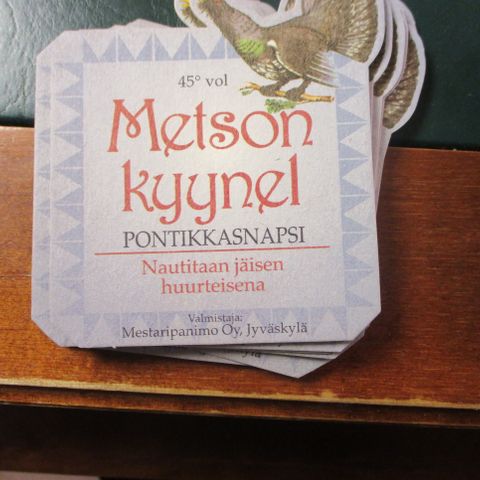 45° vol
Metson
kyynel
PONTIKKASNAPSI
Nautitaan jäisen
huurteisena
Valmistaja:
Mestaripanimo Oy, Jyväskylä